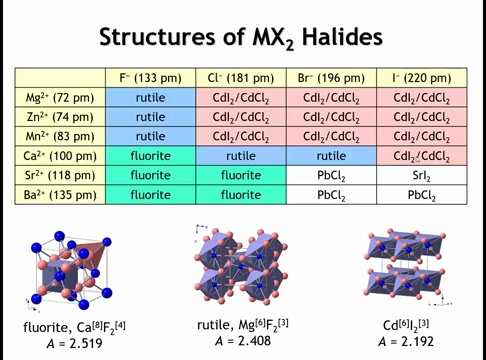 Structures of MX₂ Halides
F⁻ (133 pm) Cl⁻ (181 pm) Br⁻ (196 pm) I⁻ (220 pm)
Mg²⁺ (72 pm) rutile CdI₂/CdCl₂ CdI₂/CdCl₂ CdI₂/CdCl₂
Zn²⁺ (74 pm) rutile CdI₂/CdCl₂ CdI₂/CdCl₂ CdI₂/CdCl₂
Mn²⁺ (83 pm) rutile CdI₂/CdCl₂ CdI₂/CdCl₂ CdI₂/CdCl₂
Ca²⁺ (100 pm) fluorite rutile rutile CdI₂/CdCl₂
Sr²⁺ (118 pm) fluorite fluorite PbCl₂ SrI₂
Ba²⁺ (135 pm) fluorite fluorite PbCl₂ PbCl₂
fluorite, Ca[8]F₂[4] rutile, Mg[6]F₂[3] Cd[6]I₂[3]
A = 2.519 A = 2.408 A = 2.192